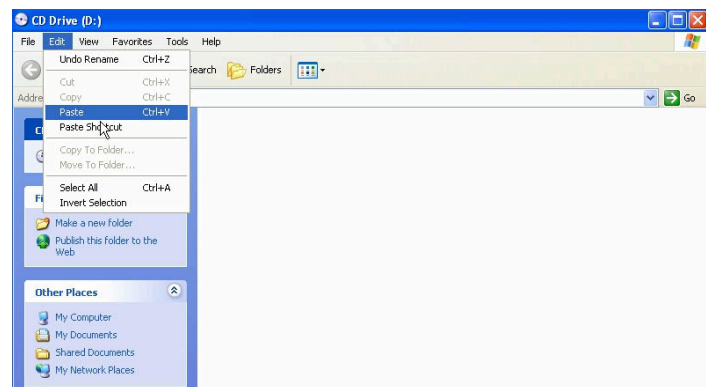 CD Drive (D:)
File Edit View Favorites Tools Help
Undo Rename Ctrl+Z
Cut Ctrl+X
Copy Ctrl+C
Paste Ctrl+V
Paste Shortcut
Copy To Folder...
Move To Folder...
Select All Ctrl+A
Invert Selection
Folders
Go
Make a new folder
Publish this folder to the
Web
Other Places
My Computer
My Documents
Shared Documents
My Network Places